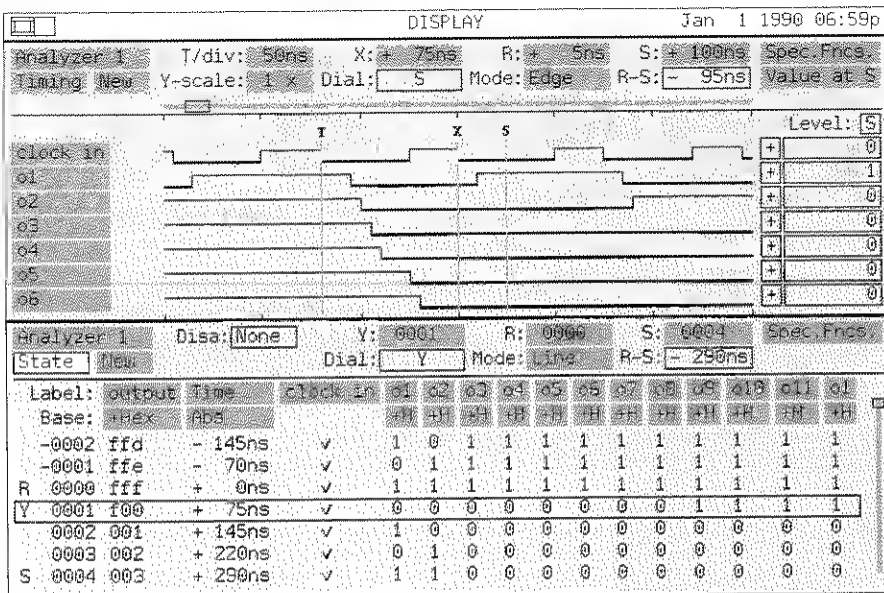 DISPLAY Jan 1 1990 06:59p
Analyzer 1 T/div: 50ns X: + 75ns R: + 5ns S: + 100ns Spec.Fncs.
Timing New Y-scale: 1 x Dial: S Mode: Edge R-S: - 95ns Value at S
T X S Level: S
clock in + 0
o1 + 1
o2 + 0
o3 + 0
o4 + 0
o5 + 0
o6 + 0
Analyzer 1 Disa: None Y: 0001 R: 0000 S: 0004 Spec.Fncs.
State New Dial: Y Mode: Line R-S: - 290ns
Label: output Time clock in o1 o2 o3 o4 o5 o6 o7 o8 o9 o10 o11 o1
Base: +Hex Abs +H +H +H +H +H +H +H +H +H +H +H +H
-0002 ffd - 145ns √ 1 0 1 1 1 1 1 1 1 1 1 1
-0001 ffe - 70ns √ 0 1 1 1 1 1 1 1 1 1 1 1
R 0000 fff + 0ns √ 1 1 1 1 1 1 1 1 1 1 1 1
Y 0001 f00 + 75ns √ 0 0 0 0 0 0 0 0 1 1 1 1
0002 001 + 145ns √ 1 0 0 0 0 0 0 0 0 0 0 0
0003 002 + 220ns √ 0 1 0 0 0 0 0 0 0 0 0 0
S 0004 003 + 290ns √ 1 1 0 0 0 0 0 0 0 0 0 0